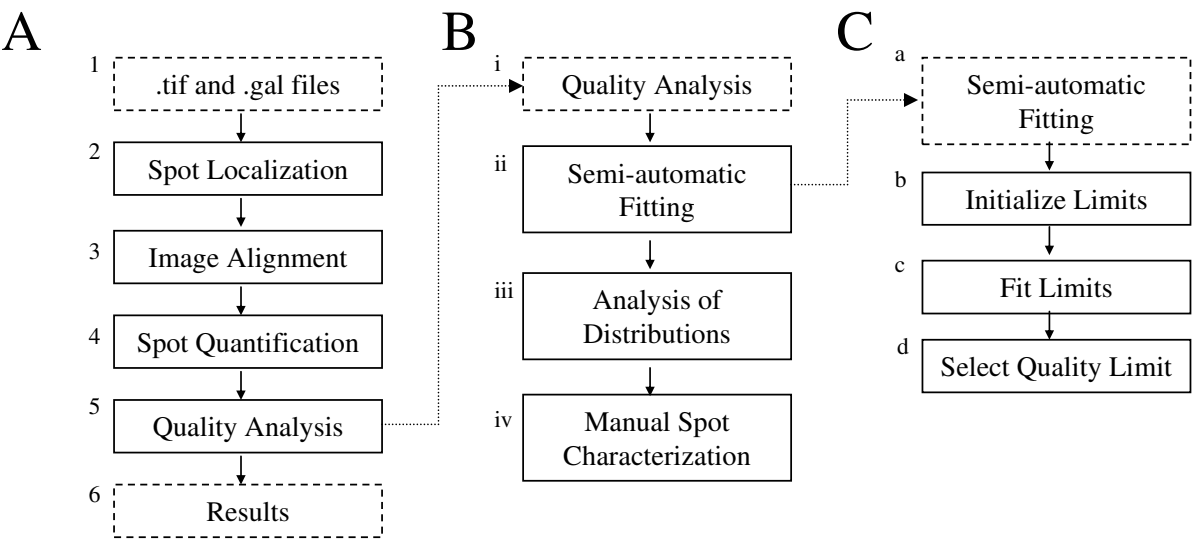 A
1
.tif and .gal files
2
Spot Localization
3
Image Alignment
4
Spot Quantification
5
Quality Analysis
6
Results
B
i
Quality Analysis
ii
Semi-automatic
Fitting
iii
Analysis of
Distributions
iv
Manual Spot
Characterization
C
a
Semi-automatic
Fitting
b
Initialize Limits
c
Fit Limits
d
Select Quality Limit